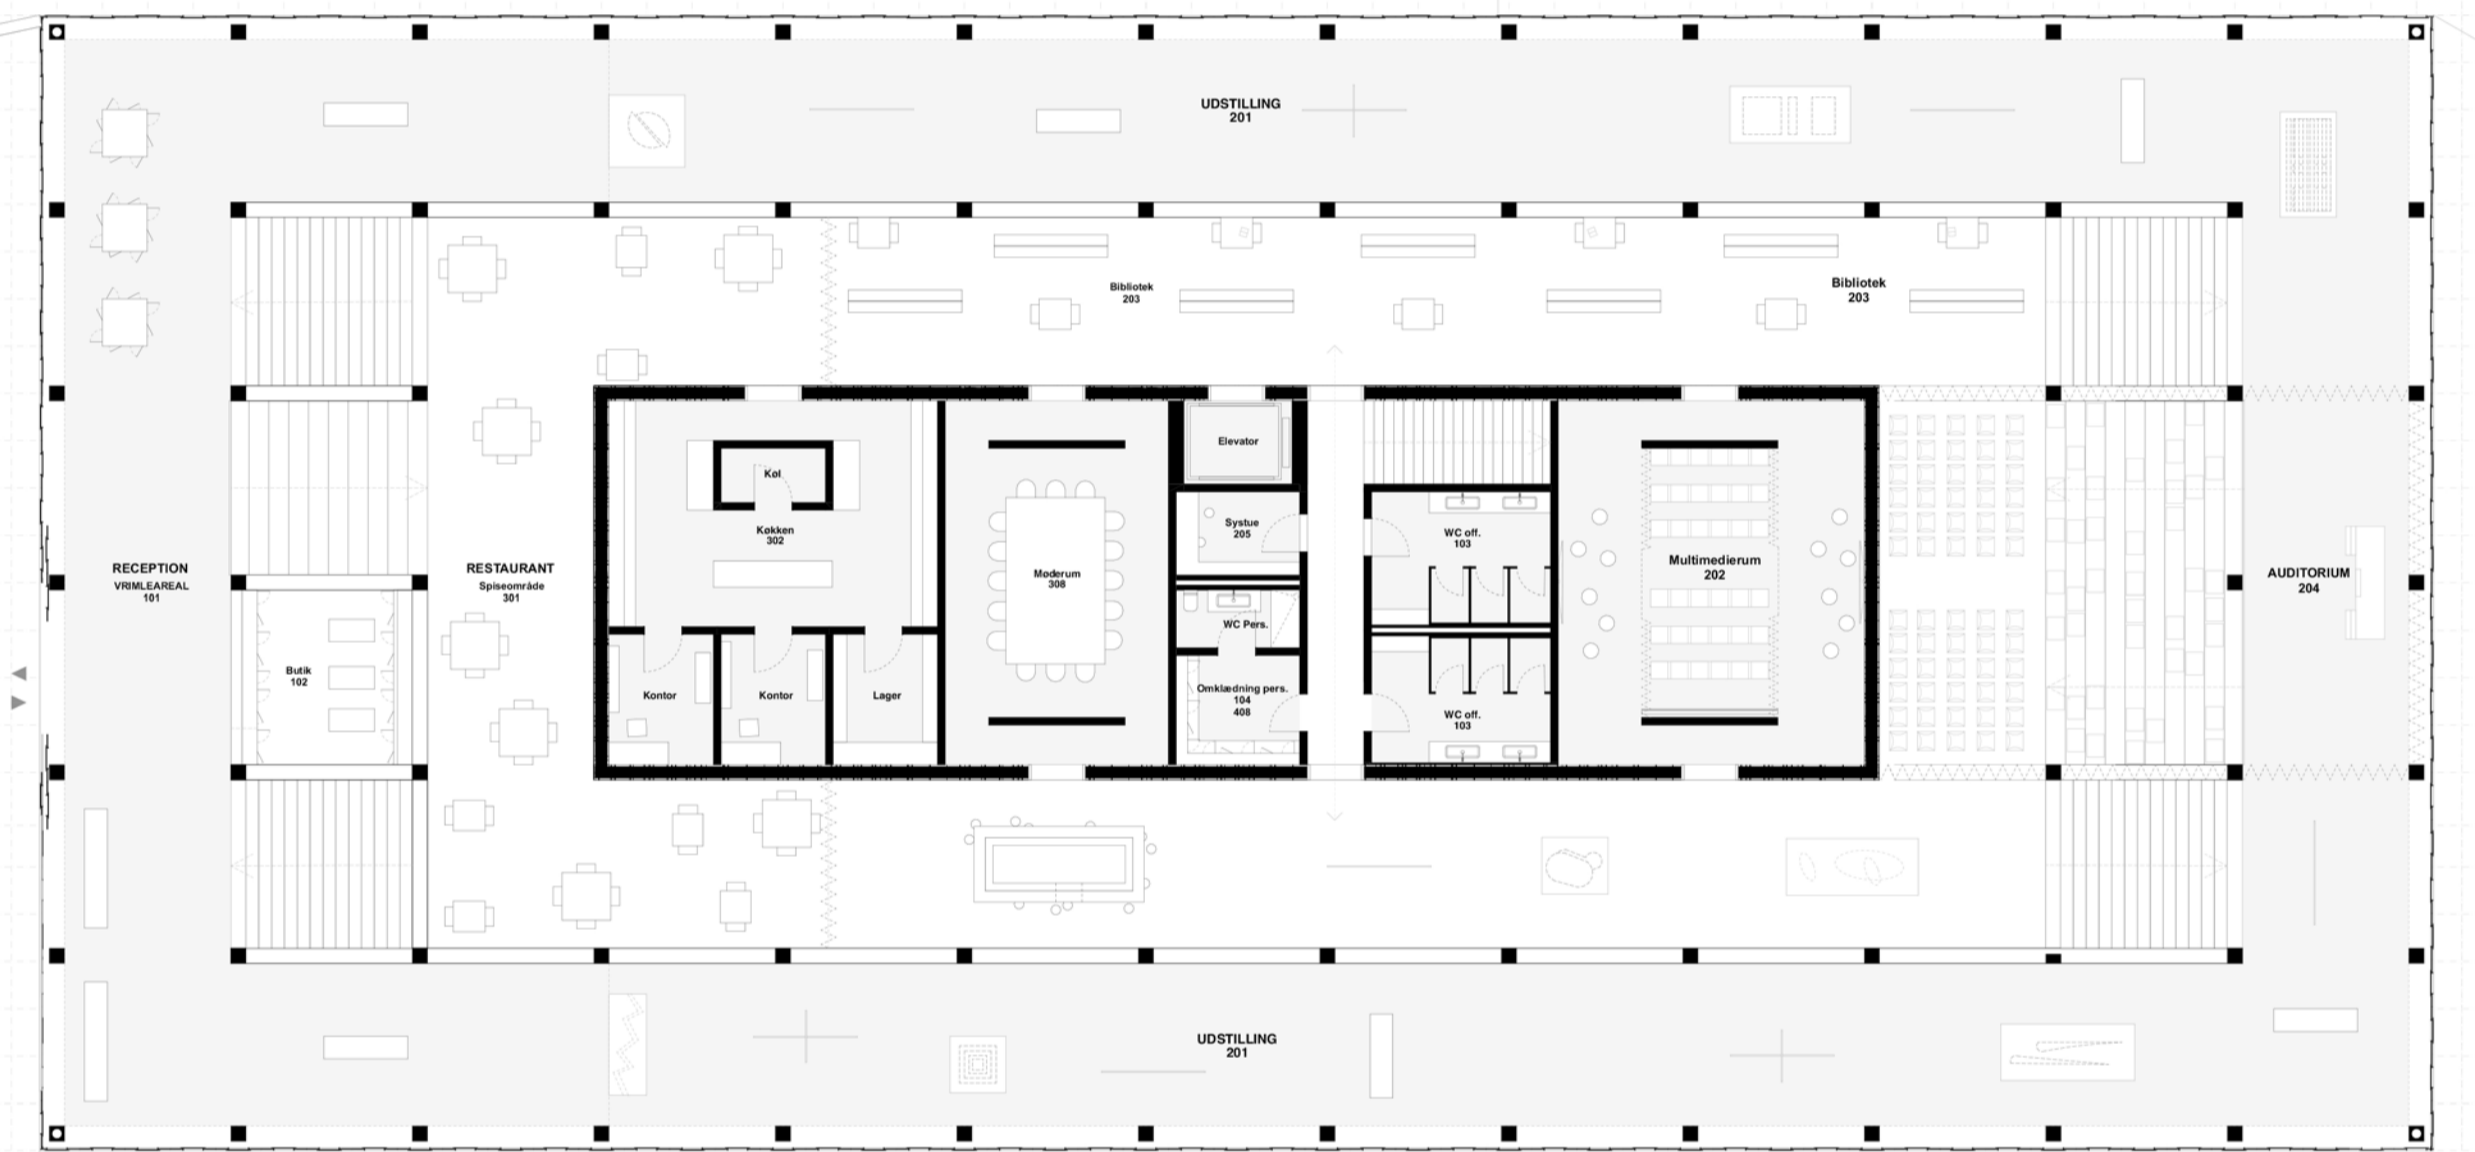 UDSTILLING
201
Bibliotek
203
Bibliotek
203
Elevator
Køl
Køkken
302
Systue
205
WC off.
103
RECEPTION
VRIMLEAREAL
101
RESTAURANT
Spiseområde
301
Møderum
308
Multimedierum
202
AUDITORIUM
204
WC Pers.
Butik
102
Kontor
Kontor
Lager
Omklædning pers.
104
408
WC off.
103
UDSTILLING
201